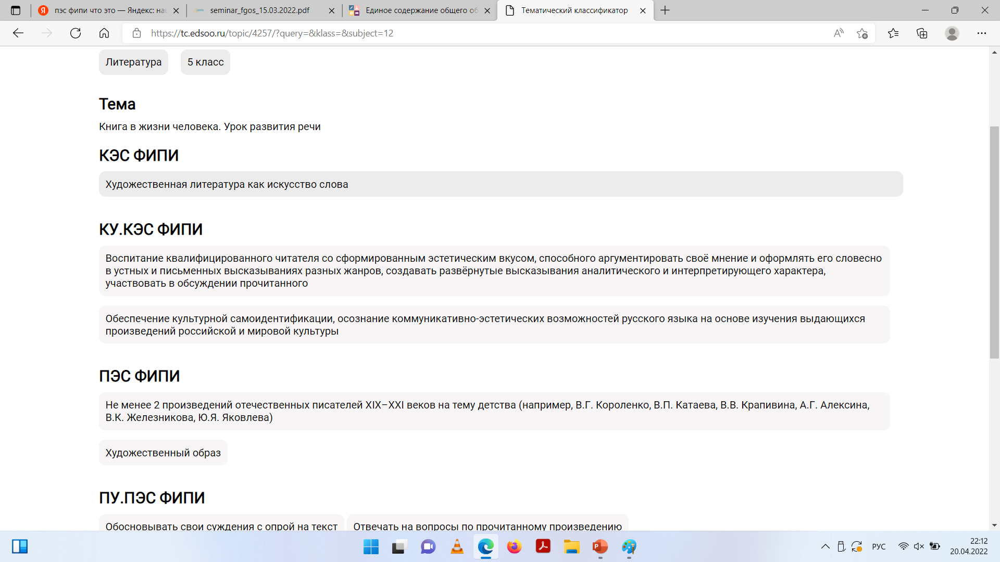 пэс фипи что это — Яндекс: на
seminar_fgos_15.03.2022.pdf
Единое содержание общего об
Тематический классификатор
https://tc.edsoo.ru/topic/4257/?query=&klass=&subject=12
Литература
5 класс
Тема
Книга в жизни человека. Урок развития речи
КЭС ФИПИ
Художественная литература как искусство слова
КУ.КЭС ФИПИ
Воспитание квалифицированного читателя со сформированным эстетическим вкусом, способного аргументировать своё мнение и оформлять его словесно
в устных и письменных высказываниях разных жанров, создавать развёрнутые высказывания аналитического и интерпретирующего характера,
участвовать в обсуждении прочитанного
Обеспечение культурной самоидентификации, осознание коммуникативно-эстетических возможностей русского языка на основе изучения выдающихся
произведений российской и мировой культуры
ПЭС ФИПИ
Не менее 2 произведений отечественных писателей XIX–XXI веков на тему детства (например, В.Г. Короленко, В.П. Катаева, В.В. Крапивина, А.Г. Алексина,
В.К. Железникова, Ю.Я. Яковлева)
Художественный образ
ПУ.ПЭС ФИПИ
Обосновывать свои суждения с опрой на текст
Отвечать на вопросы по прочитанному произведению
РУС
22:12
20.04.2022